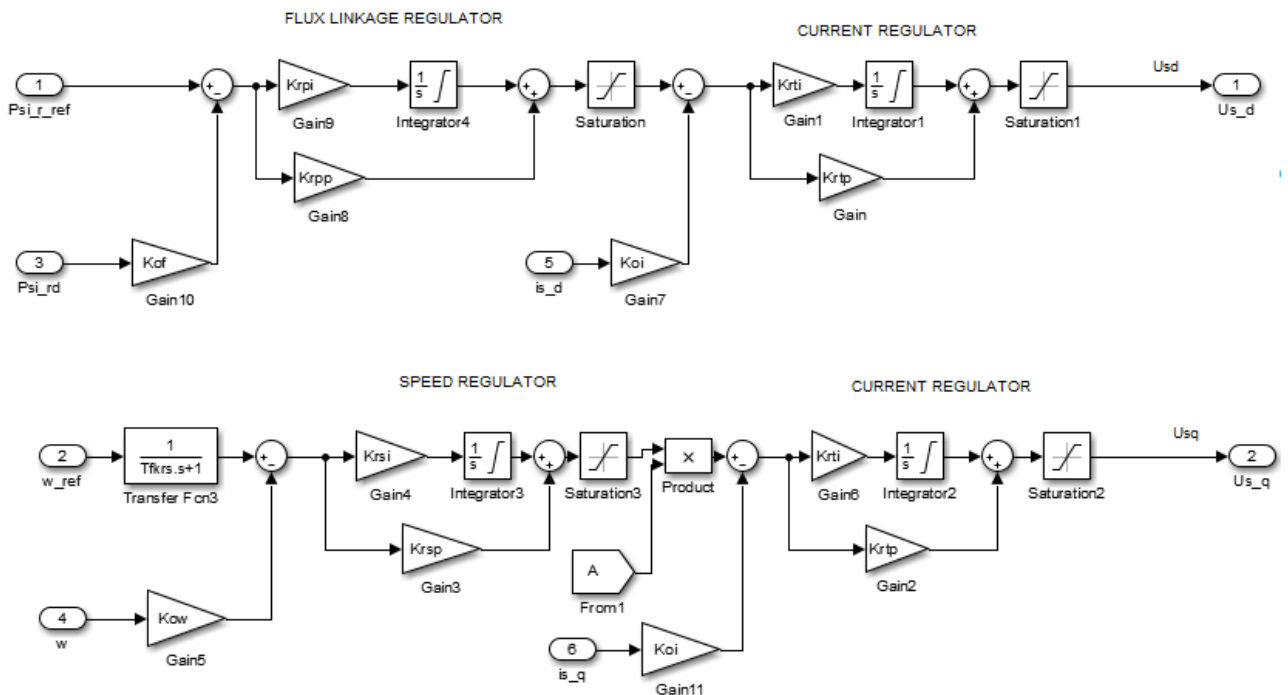 FLUX LINKAGE REGULATOR
CURRENT REGULATOR
1
Psi_r_ref
+
-
Krpi
Gain9
1
s
Integrator4
+
+
Saturation
+
-
Krti
Gain1
1
s
Integrator1
+
+
Saturation1
Usd
1
Us_d
Krpp
Gain8
Krtp
Gain
3
Psi_rd
Kof
Gain10
5
is_d
Koi
Gain7
SPEED REGULATOR
CURRENT REGULATOR
2
w_ref
1
Tfkrs.s+1
Transfer Fcn3
+
-
Krsi
Gain4
1
s
Integrator3
+
+
Saturation3
×
Product
+
-
Krti
Gain6
1
s
Integrator2
+
+
Saturation2
Usq
2
Us_q
Krsp
Gain3
A
From1
Krtp
Gain2
4
w
Kow
Gain5
6
is_q
Koi
Gain11